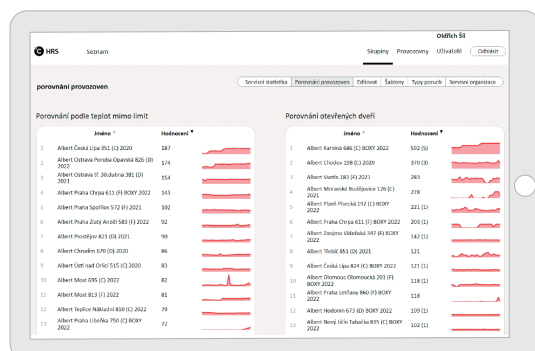 Oldřich Šil
HRS
Seznam
Skupiny
Provozovny
Uživatelé
Odhlásit
porovnání provozoven
Servisní statistika
Porovnání provozoven
Editovat
Šablony
Typy poruch
Servisní organizace
Porovnání podle teplot mimo limit
Jméno
Hodnocení
1 Albert Česká Lípa 351 (C) 2020 187
2 Albert Ostrava Poruba Opavská 826 (D)
2022 174
3 Albert Ostrava tř. 30.dubna 381 (D)
2021 154
4 Albert Praha Chrpa 611 (F) BOXY 2022 143
5 Albert Praha Spořilov 572 (F) 2021 102
6 Albert Praha Zlatý Anděl 583 (F) 2022 92
7 Albert Prostějov 821 (D) 2021 90
8 Albert Chrudim 670 (D) 2020 86
9 Albert Ústí nad Orlicí 515 (C) 2020 83
10 Albert Most 695 (C) 2022 82
11 Albert Most 813 (F) 2022 81
12 Albert Teplice Nákladní 810 (C) 2022 79
13 Albert Praha Libeňka 750 (C) BOXY
2022 72
Porovnání otevřených dveří
Jméno
Hodnocení
1 Albert Karviná 686 (C) BOXY 2022 592 (5)
2 Albert Chodov 198 (C) 2020 370 (3)
3 Albert Vsetín 183 (F) 2021 283
4 Albert Moravské Budějovice 126 (C)
2021 278
5 Albert Planě Písecká 192 (C) BOXY
2022 221 (1)
6 Albert Praha Chrpa 611 (F) BOXY 2022 203 (1)
7 Albert Znojmo Vídeňská 347 (F) BOXY
2022 142 (1)
8 Albert Třebíč 851 (D) 2021 121
9 Albert Česká Lípa 824 (C) BOXY 2022 121 (1)
10 Albert Olomouc Olomoucká 201 (F)
BOXY 2022 118 (1)
11 Albert Praha Letňany 860 (F) BOXY
2022 118
12 Albert Hodonín 673 (D) BOXY 2022 109 (1)
13 Albert Nový Jičín Tabačka 835 (C) BOXY
2022 102 (1)